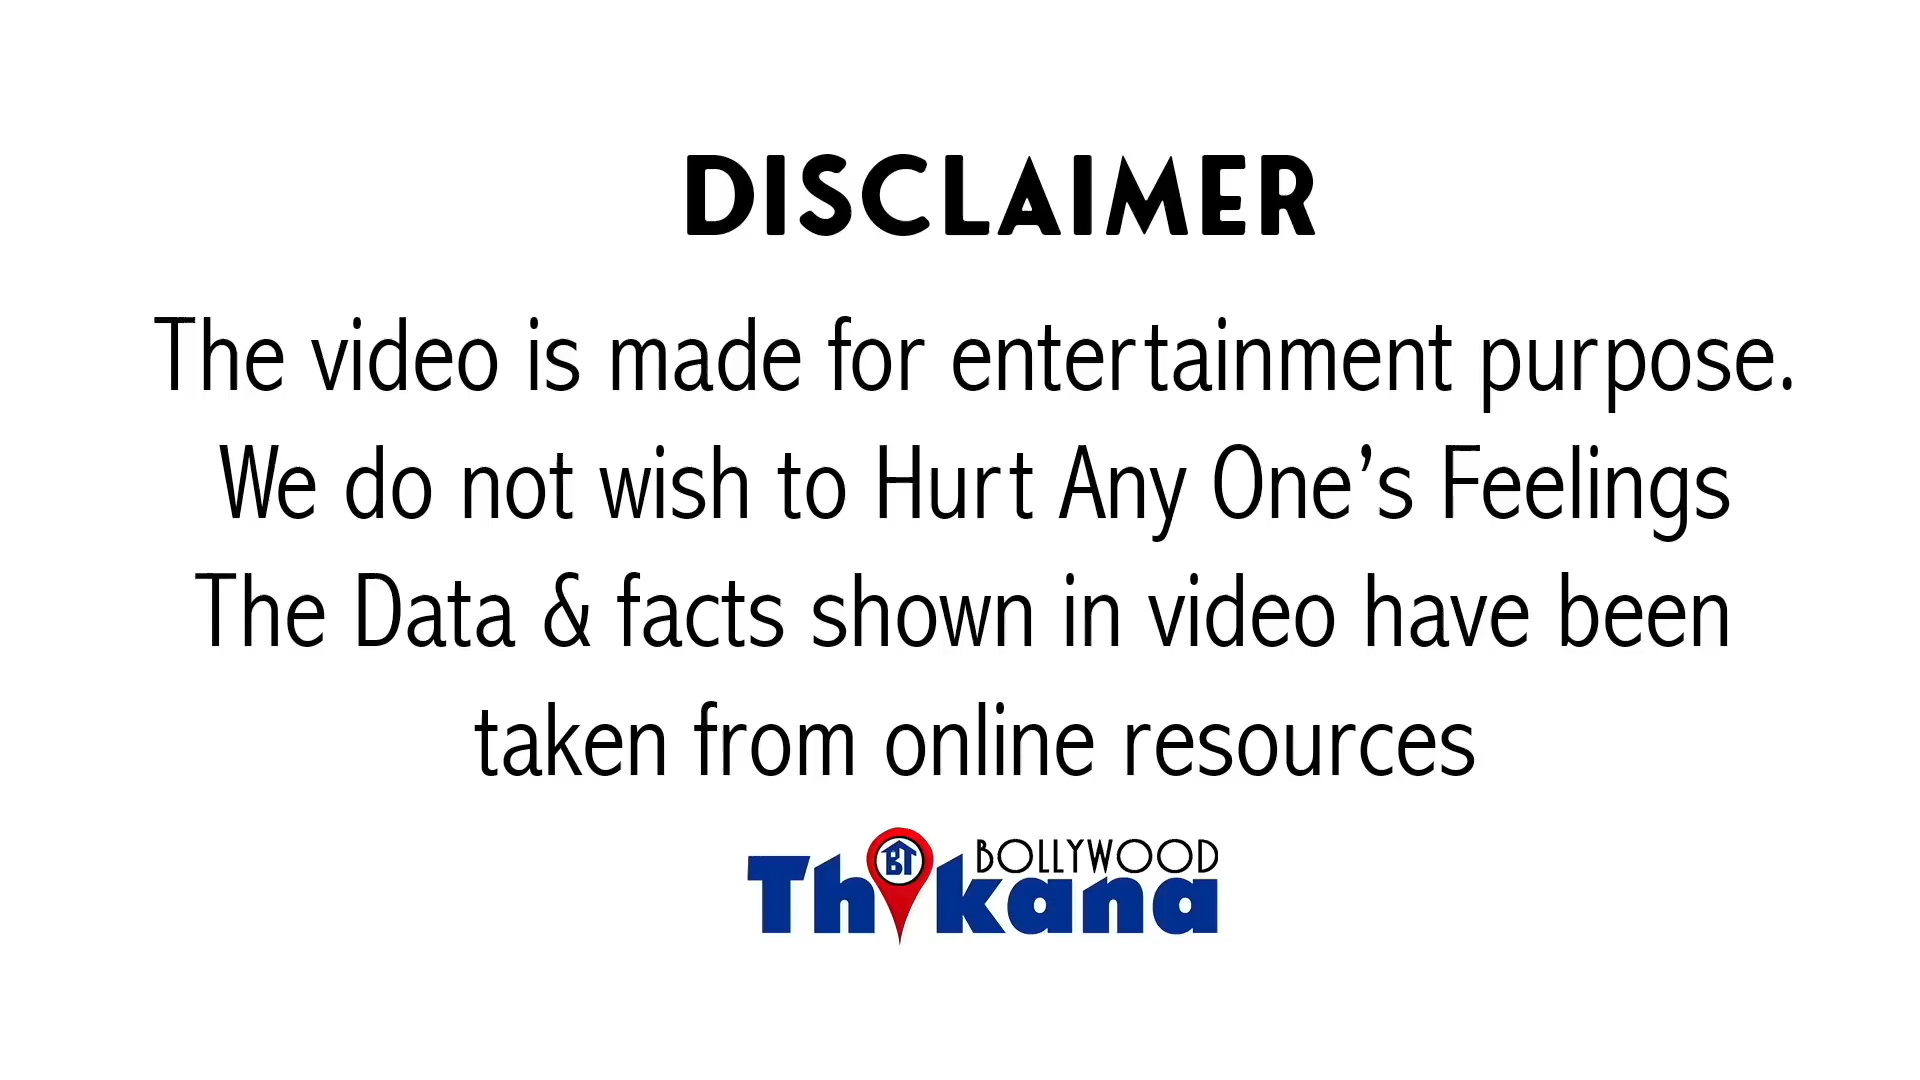 DISCLAIMER
The video is made for entertainment purpose.
We do not wish to Hurt Any One’s Feelings
The Data & facts shown in video have been
taken from online resources
BT
BOLLYWOOD
Thikana